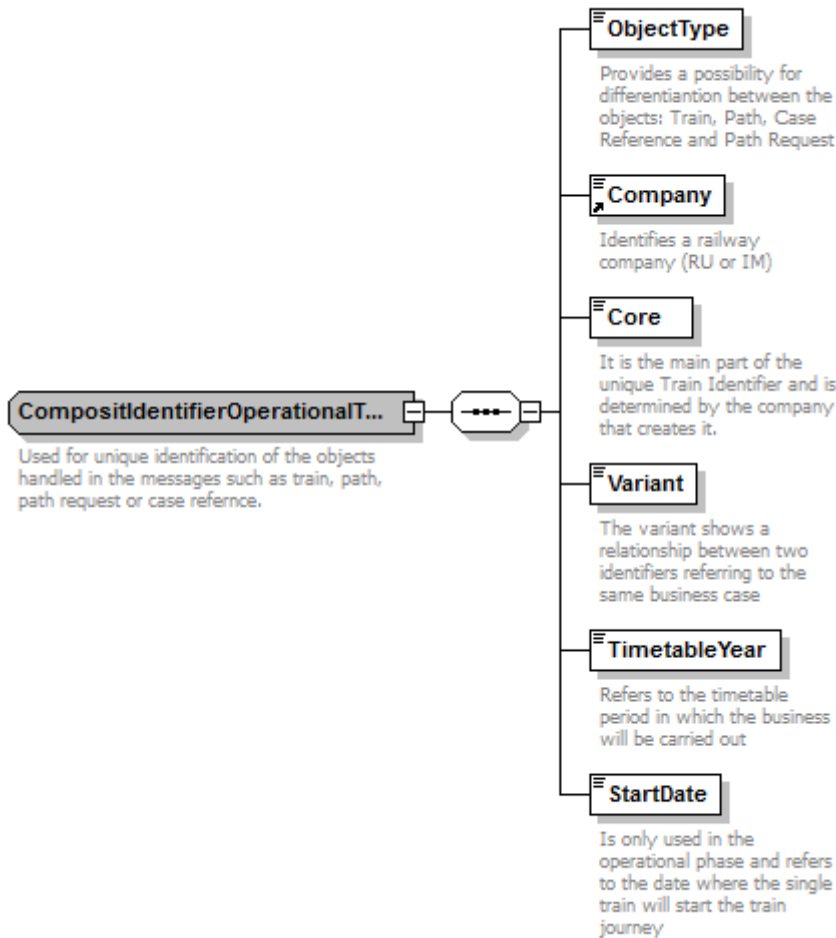 ObjectType
Provides a possibility for
differentiantion between the
objects: Train, Path, Case
Reference and Path Request
Company
Identifies a railway
company (RU or IM)
Core
It is the main part of the
unique Train Identifier and is
determined by the company
that creates it.
CompositIdentifierOperationalT...
Used for unique identification of the objects
handled in the messages such as train, path,
path request or case refernce.
Variant
The variant shows a
relationship between two
identifiers referring to the
same business case
TimetableYear
Refers to the timetable
period in which the business
will be carried out
StartDate
Is only used in the
operational phase and refers
to the date where the single
train will start the train
journey